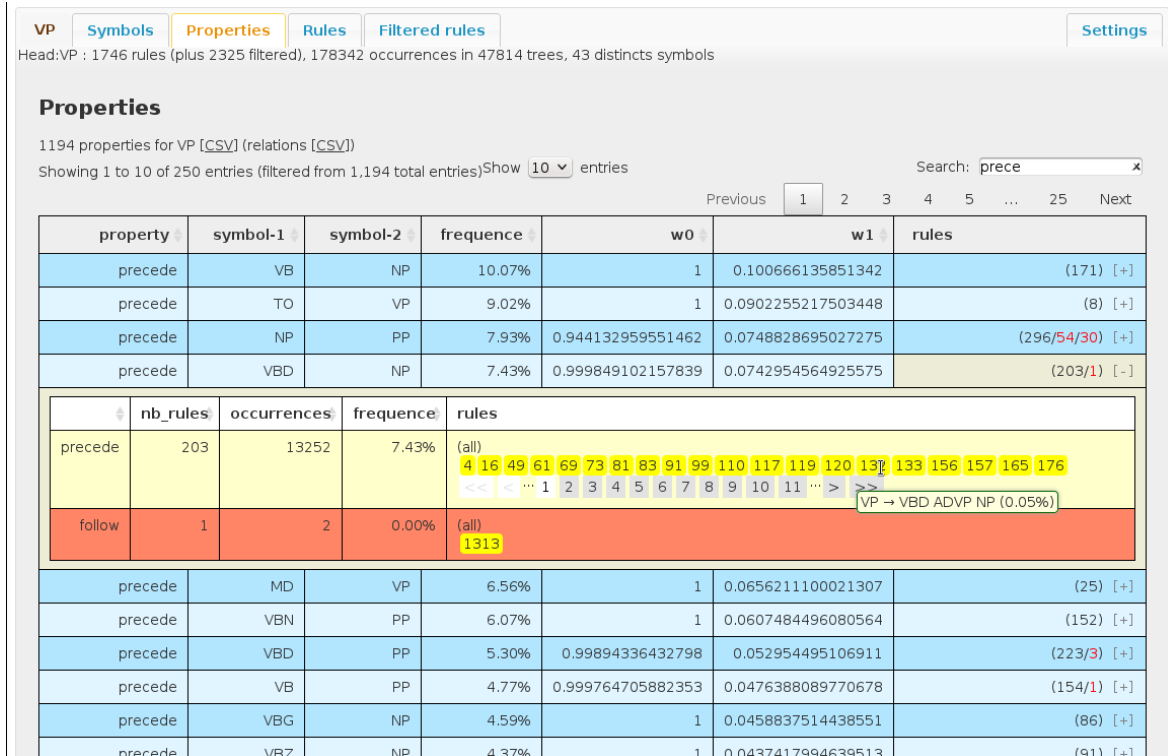 VP Symbols Properties Rules Filtered rules Settings
Head:VP : 1746 rules (plus 2325 filtered), 178342 occurrences in 47814 trees, 43 distincts symbols
Properties
1194 properties for VP [CSV] (relations [CSV])
Showing 1 to 10 of 250 entries (filtered from 1,194 total entries) Show 10 entries Search: prece x
Previous 1 2 3 4 5 … 25 Next
property symbol-1 symbol-2 frequence w0 w1 rules
precede VB NP 10.07% 1 0.100666135851342 (171) [+]
precede TO VP 9.02% 1 0.0902255217503448 (8) [+]
precede NP PP 7.93% 0.944132959551462 0.0748828695027275 (296/54/30) [+]
precede VBD NP 7.43% 0.999849102157839 0.0742954564925575 (203/1) [-]
nb_rules occurrences frequence rules
precede 203 13252 7.43% (all)
4 16 49 61 69 73 81 83 91 99 110 117 119 120 132 133 156 157 165 176
<< < ··· 1 2 3 4 5 6 7 8 9 10 11 ··· > >>
VP → VBD ADVP NP (0.05%)
follow 1 2 0.00% (all)
1313
precede MD VP 6.56% 1 0.0656211100021307 (25) [+]
precede VBN PP 6.07% 1 0.0607484496080564 (152) [+]
precede VBD PP 5.30% 0.99894336432798 0.052954495106911 (223/3) [+]
precede VB PP 4.77% 0.999764705882353 0.0476388089770678 (154/1) [+]
precede VBG NP 4.59% 1 0.0458837514438551 (86) [+]
precede VBZ NP 4.37% 1 0.0437417994639513 (91) [+]